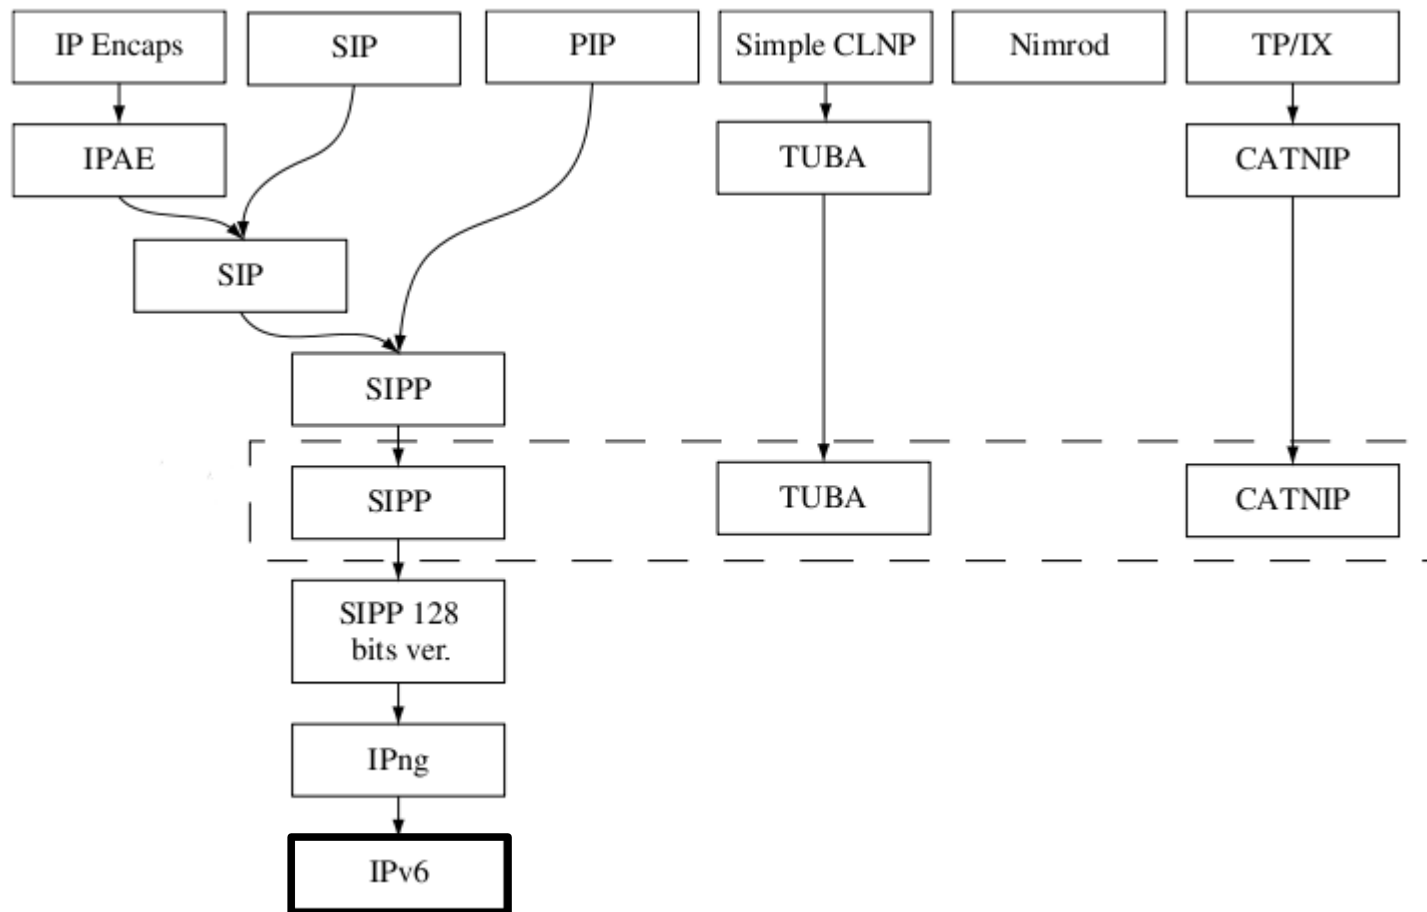 IP Encaps
SIP
PIP
Simple CLNP
Nimrod
TP/IX
IPAE
TUBA
CATNIP
SIP
SIPP
SIPP
TUBA
CATNIP
SIPP 128
bits ver.
IPng
IPv6